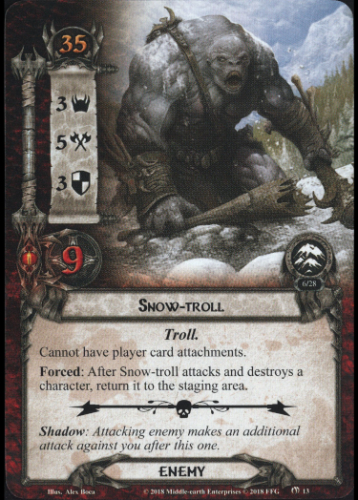 35
3
5
3
9
6/28
SNOW-TROLL
Troll.
Cannot have player card attachments.
Forced: After Snow-troll attacks and destroys a
character, return it to the staging area.
Shadow: Attacking enemy makes an additional
attack against you after this one.
ENEMY
Illus. Alex Boca
© 2018 Middle-earth Enterprises © 2018 FFG
13